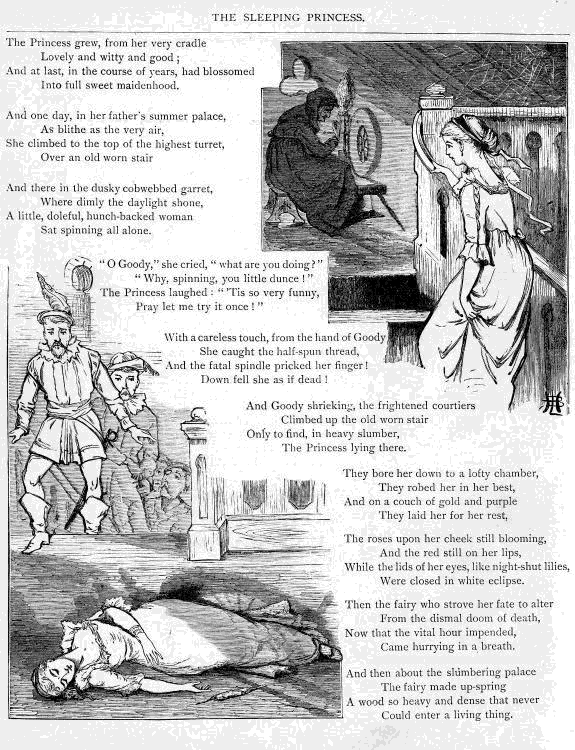 THE SLEEPING PRINCESS.
The Princess grew, from her very cradle
Lovely and witty and good;
And at last, in the course of years, had blossomed
Into full sweet maidenhood.
And one day, in her father's summer palace,
As blithe as the very air,
She climbed to the top of the highest turret,
Over an old worn stair
And there in the dusky cobwebbed garret,
Where dimly the daylight shone,
A little, doleful, hunch-backed woman
Sat spinning all alone.
"O Goody," she cried, "what are you doing?"
"Why, spinning, you little dunce!"
The Princess laughed: "'Tis so very funny,
Pray let me try it once!"
With a careless touch, from the hand of Goody
She caught the half-spun thread,
And the fatal spindle pricked her finger!
Down fell she as if dead!
And Goody shrieking, the frightened courtiers
Climbed up the old worn stair
Only to find, in heavy slumber,
The Princess lying there.
They bore her down to a lofty chamber,
They robed her in her best,
And on a couch of gold and purple
They laid her for her rest,
The roses upon her cheek still blooming,
And the red still on her lips,
While the lids of her eyes, like night-shut lilies,
Were closed in white eclipse.
Then the fairy who strove her fate to alter
From the dismal doom of death,
Now that the vital hour impended,
Came hurrying in a breath.
And then about the slumbering palace
The fairy made up-spring
A wood so heavy and dense that never
Could enter a living thing.